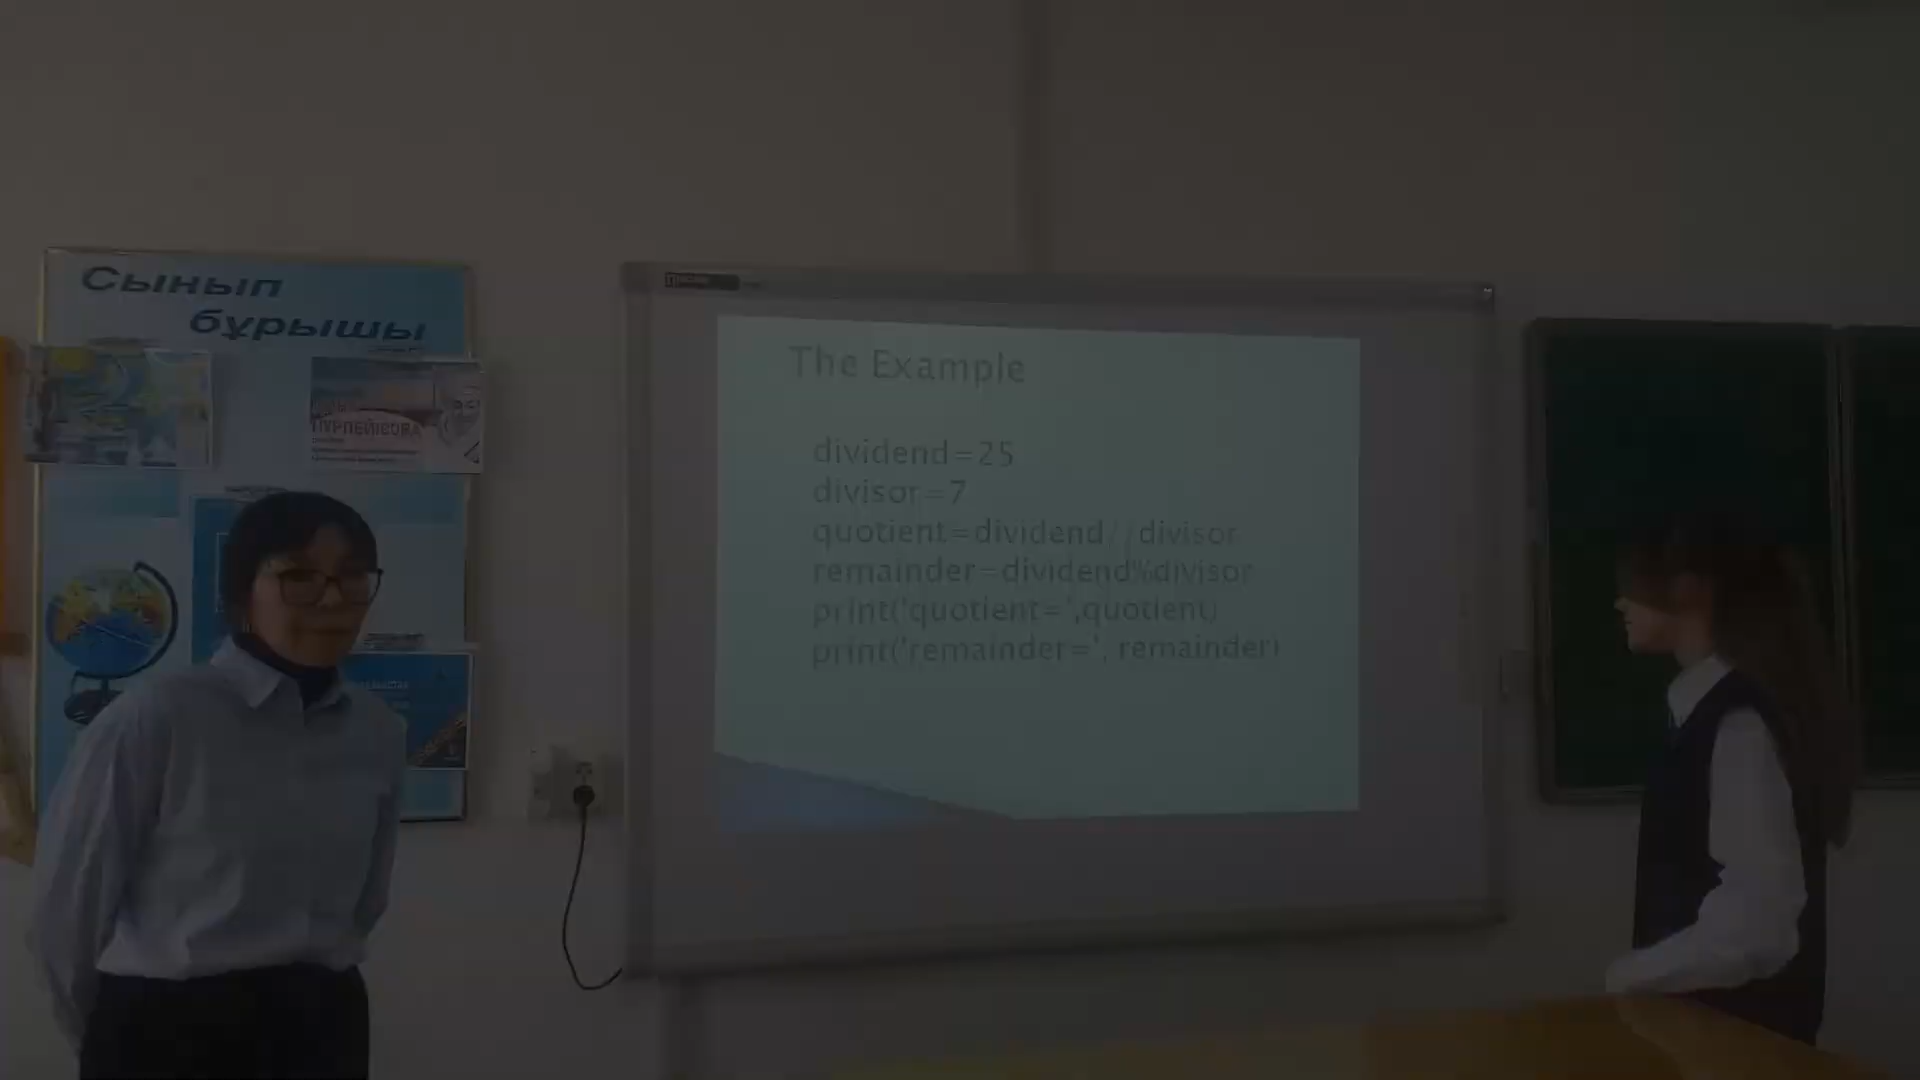 Сынып
бұрышы
The Example
dividend=25
divisor=7
quotient=dividend//divisor
remainder=dividend%divisor
print('quotient=',quotient)
print('remainder=', remainder)